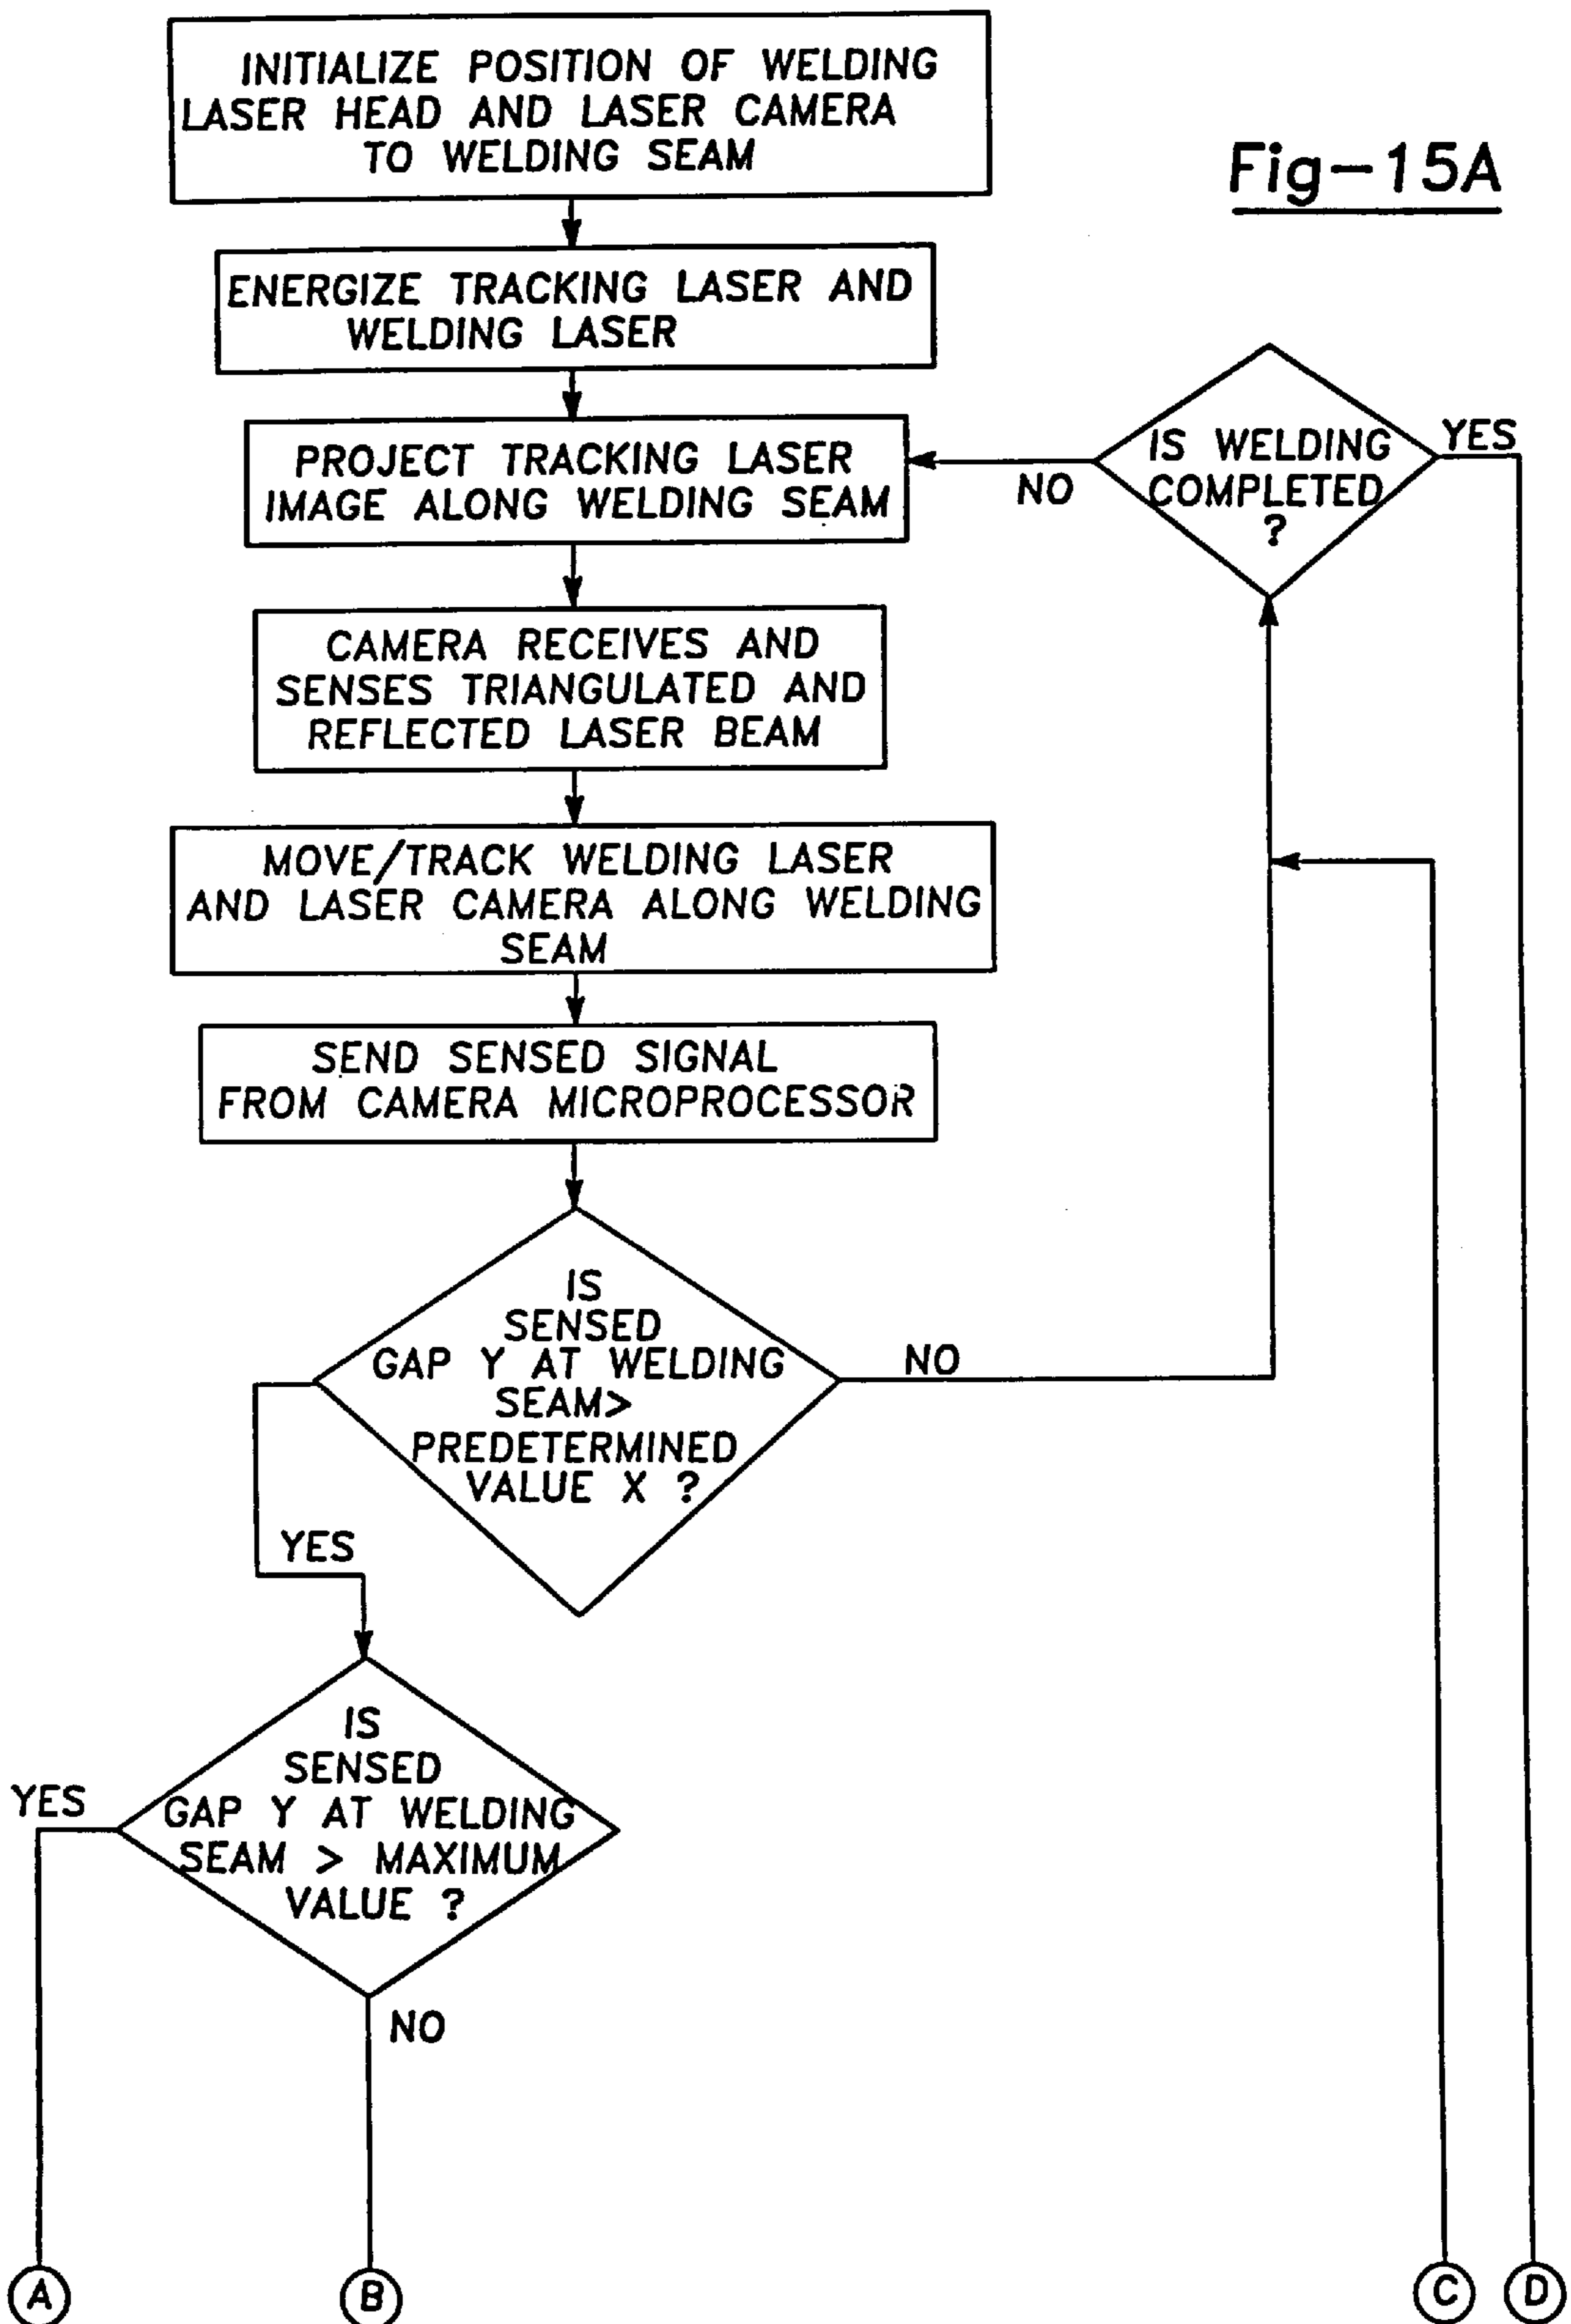 INITIALIZE POSITION OF WELDING
LASER HEAD AND LASER CAMERA
TO WELDING SEAM
Fig-15A
ENERGIZE TRACKING LASER AND
WELDING LASER
PROJECT TRACKING LASER
IMAGE ALONG WELDING SEAM
NO
IS WELDING
COMPLETED
?
YES
CAMERA RECEIVES AND
SENSES TRIANGULATED AND
REFLECTED LASER BEAM
MOVE/TRACK WELDING LASER
AND LASER CAMERA ALONG WELDING
SEAM
SEND SENSED SIGNAL
FROM CAMERA MICROPROCESSOR
IS
SENSED
GAP Y AT WELDING
SEAM>
PREDETERMINED
VALUE X ?
NO
YES
IS
SENSED
GAP Y AT WELDING
SEAM > MAXIMUM
VALUE ?
YES
NO
A
B
C
D